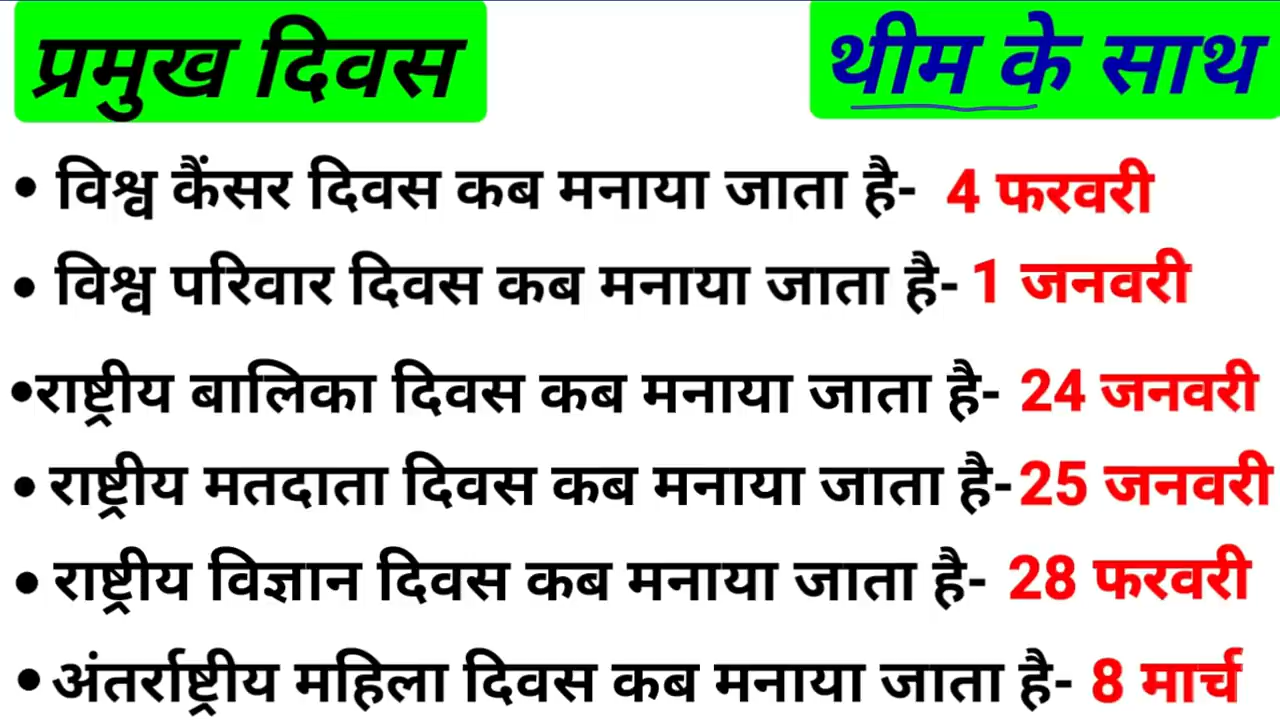 प्रमुख दिवस
थीम के साथ
• विश्व कैंसर दिवस कब मनाया जाता है- 4 फरवरी
• विश्व परिवार दिवस कब मनाया जाता है- 1 जनवरी
•राष्ट्रीय बालिका दिवस कब मनाया जाता है- 24 जनवरी
• राष्ट्रीय मतदाता दिवस कब मनाया जाता है-25 जनवरी
• राष्ट्रीय विज्ञान दिवस कब मनाया जाता है- 28 फरवरी
• अंतर्राष्ट्रीय महिला दिवस कब मनाया जाता है- 8 मार्च